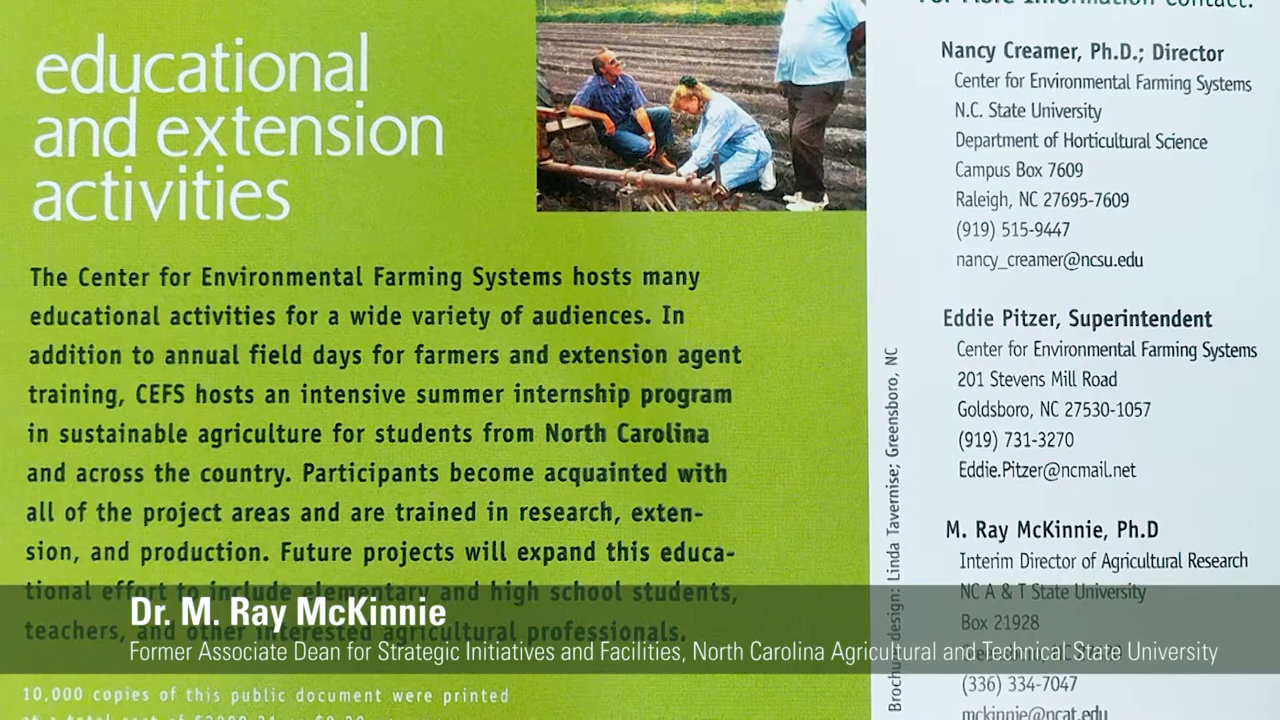 educational
and extension
activities
The Center for Environmental Farming Systems hosts many
educational activities for a wide variety of audiences. In
addition to annual field days for farmers and extension agent
training, CEFS hosts an intensive summer internship program
in sustainable agriculture for students from North Carolina
and across the country. Participants become acquainted with
all of the project areas and are trained in research, exten-
sion, and production. Future projects will expand this educa-
tional effort to include elementary and high school students,
teachers, and other interested agricultural professionals.
10,000 copies of this public document were printed
Brochure design: Linda Tavernise; Greensboro, NC
For More Information Contact:
Nancy Creamer, Ph.D.; Director
Center for Environmental Farming Systems
N.C. State University
Department of Horticultural Science
Campus Box 7609
Raleigh, NC 27695-7609
(919) 515-9447
nancy_creamer@ncsu.edu
Eddie Pitzer, Superintendent
Center for Environmental Farming Systems
201 Stevens Mill Road
Goldsboro, NC 27530-1057
(919) 731-3270
Eddie.Pitzer@ncmail.net
M. Ray McKinnie, Ph.D
Interim Director of Agricultural Research
NC A & T State University
Box 21928
(336) 334-7047
mckinnie@ncat.edu
Dr. M. Ray McKinnie
Former Associate Dean for Strategic Initiatives and Facilities, North Carolina Agricultural and Technical State University